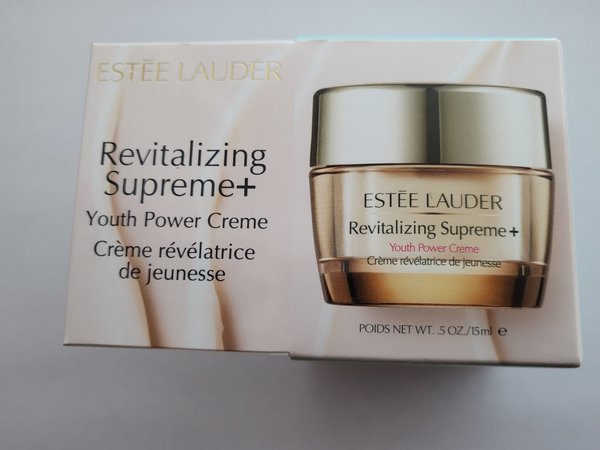 ESTĒE LAUDER
Revitalizing
Supreme+
Youth Power Creme
Crème révélatrice
de jeunesse
ESTĒE LAUDER
Revitalizing Supreme+
Youth Power Creme
Crème révélatrice de jeunesse
POIDS NET WT. .5 OZ./15ml ℮